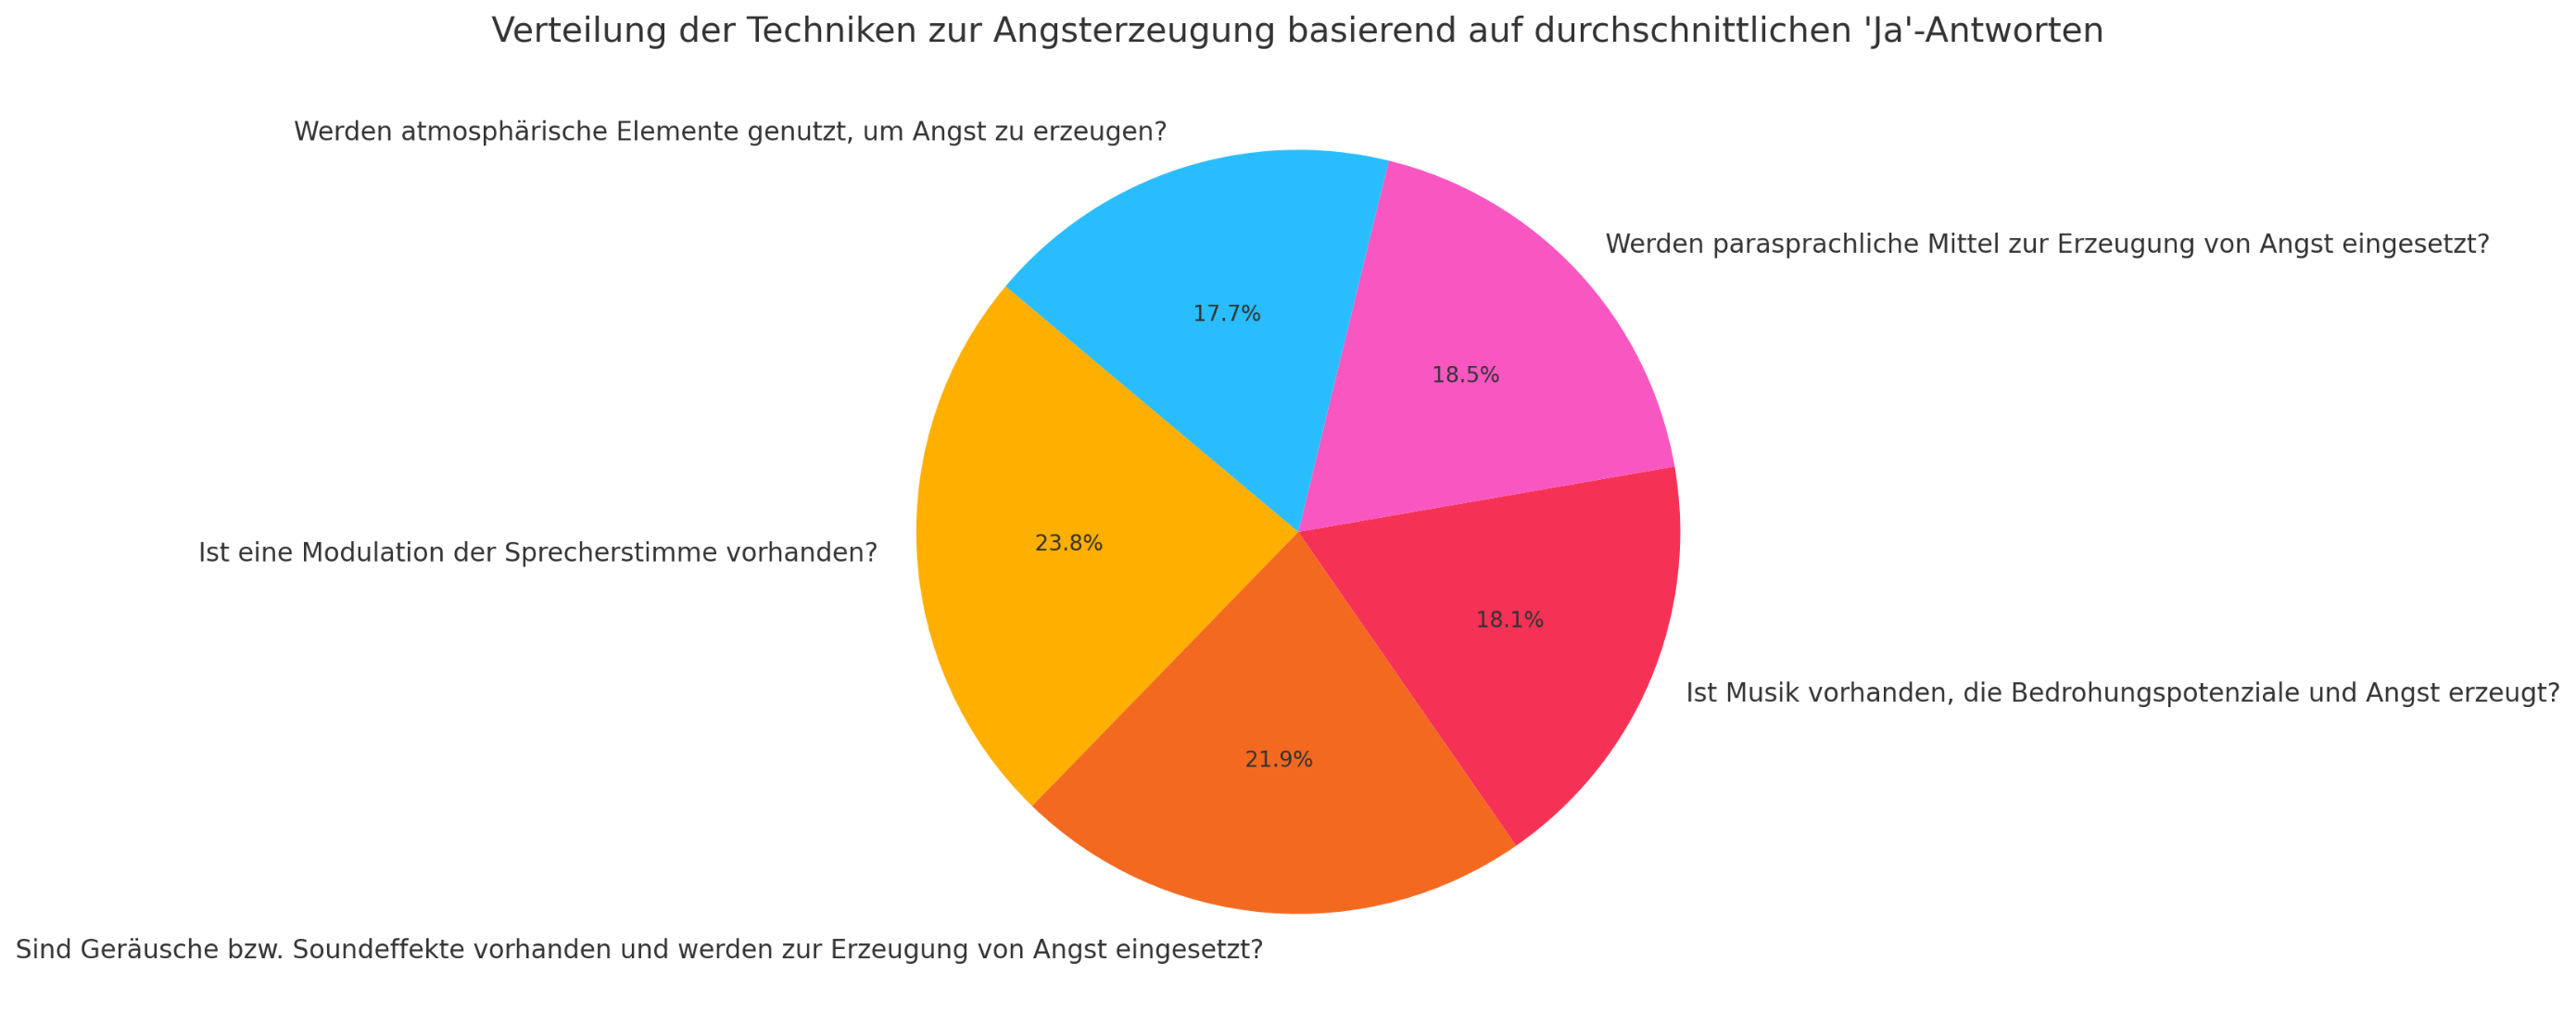 Verteilung der Techniken zur Angsterzeugung basierend auf durchschnittlichen 'Ja'-Antworten
Werden atmosphärische Elemente genutzt, um Angst zu erzeugen?
Werden parasprachliche Mittel zur Erzeugung von Angst eingesetzt?
17.7%
18.5%
Ist eine Modulation der Sprecherstimme vorhanden?
23.8%
18.1%
Ist Musik vorhanden, die Bedrohungspotenziale und Angst erzeugt?
21.9%
Sind Geräusche bzw. Soundeffekte vorhanden und werden zur Erzeugung von Angst eingesetzt?